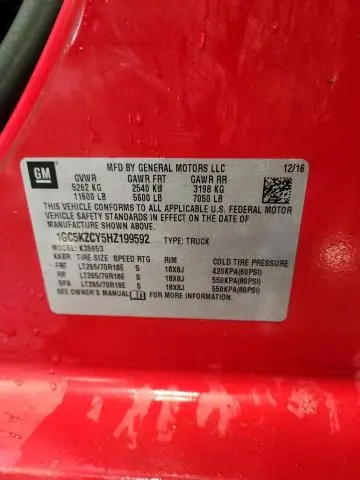 GM
MFD BY GENERAL MOTORS LLC
12/16
GVWR GAWR FRT GAWR RR
5262 KG 2540 KG 3198 KG
11600 LB 5600 LB 7050 LB
THIS VEHICLE CONFORMS TO ALL APPLICABLE U.S. FEDERAL MOTOR
VEHICLE SAFETY STANDARDS IN EFFECT ON THE DATE OF
MANUFACTURE SHOWN ABOVE.
1GC5KZCY5HZ199592 TYPE: TRUCK
MODEL: K35953
KKBR TIRE SIZE SPEED RTG RIM COLD TIRE PRESSURE
FRT LT265/70R18E S 18X8J 420KPA(60PSI)
RR LT265/70R18E S 18X8J 550KPA(80PSI)
SPA LT265/70R18E S 18X8J 550KPA(80PSI)
SEE OWNER'S MANUAL FOR MORE INFORMATION.